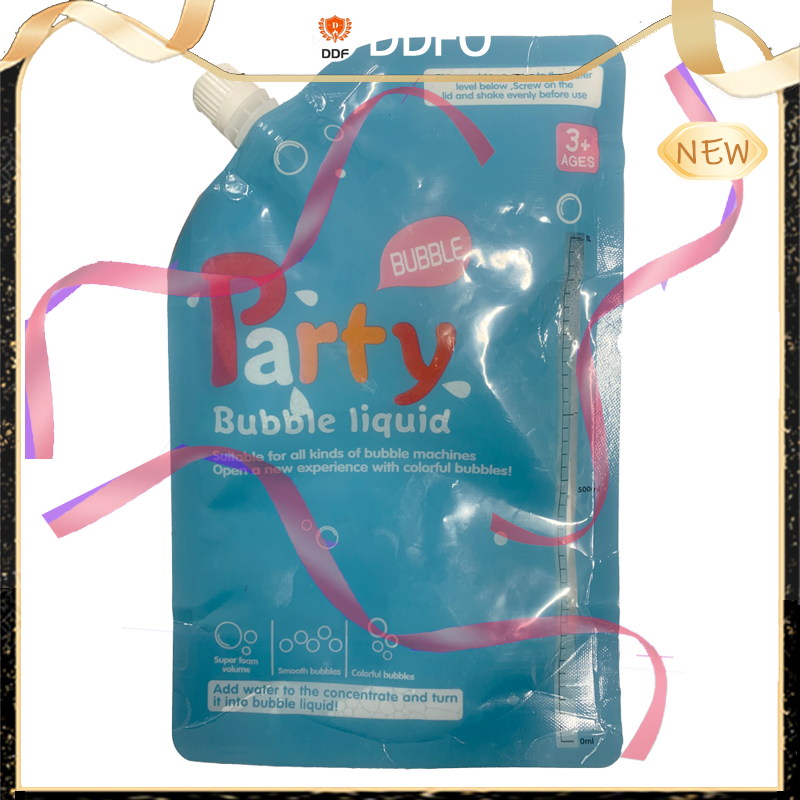 DDF
DDFO
level below ,Screw on the
lid and shake evenly before use
3+
AGES
NEW
1L
BUBBLE
Party
Bubble liquid
Suitable for all kinds of bubble machines
Open a new experience with colorful bubbles!
500ml
Super foam
volume
Smooth bubbles
Colorful bubbles
Add water to the concentrate and turn
it into bubble liquid!
0ml